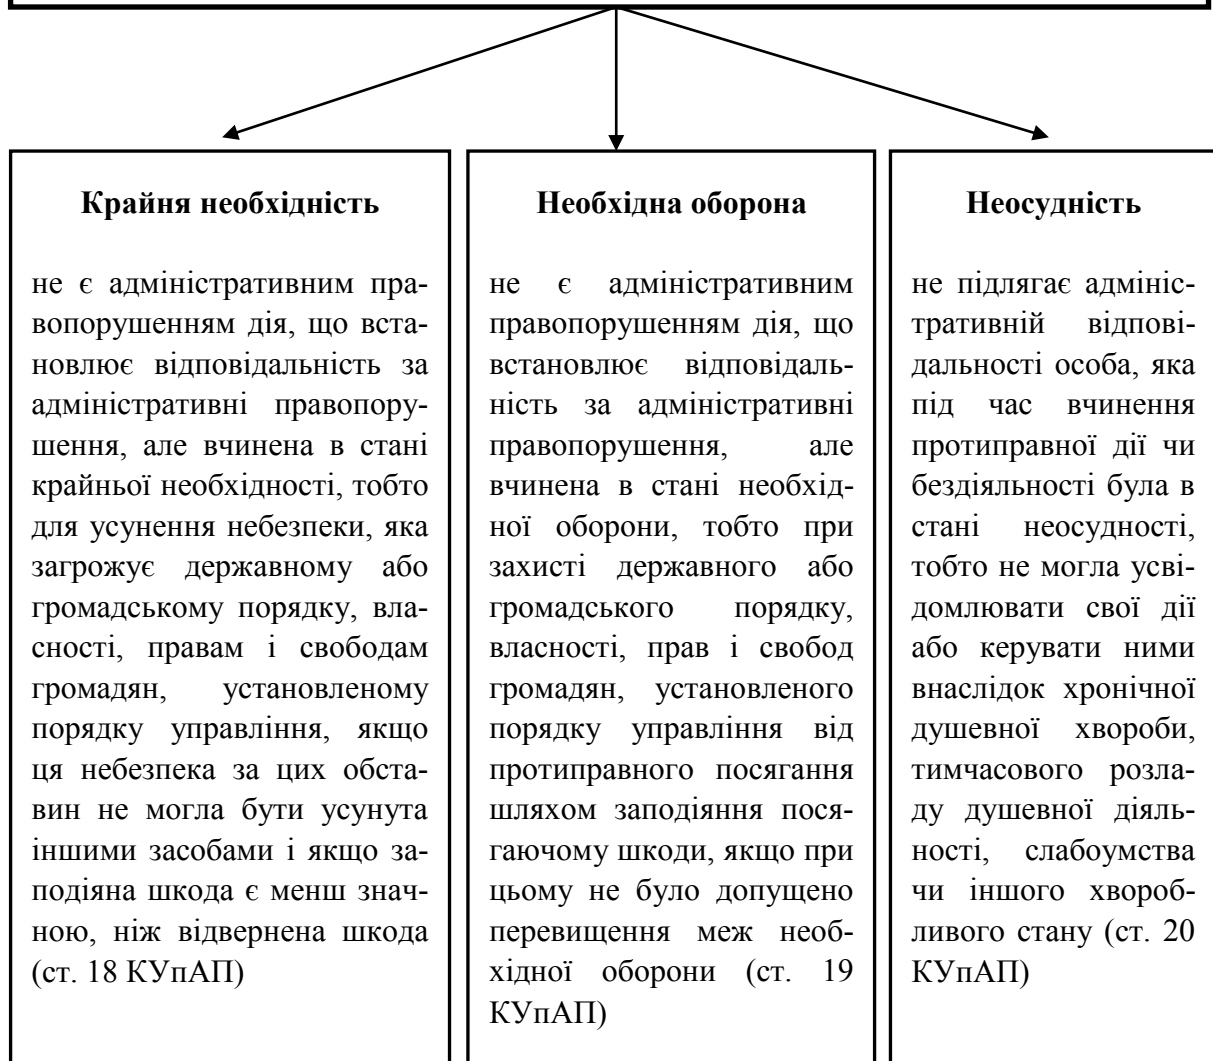 Крайня необхідність
не є адміністративним пра-
вопорушенням дія, що вста-
новлює відповідальність за
адміністративні правопору-
шення, але вчинена в стані
крайньої необхідності, тобто
для усунення небезпеки, яка
загрожує державному або
громадському порядку, вла-
сності, правам і свободам
громадян, установленому
порядку управління, якщо
ця небезпека за цих обста-
вин не могла бути усунута
іншими засобами і якщо за-
подіяна шкода є менш знач-
ною, ніж відвернена шкода
(ст. 18 КУпАП)
Необхідна оборона
не є адміністративним
правопорушенням дія, що
встановлює відповідаль-
ність за адміністративні
правопорушення, але
вчинена в стані необхід-
ної оборони, тобто при
захисті державного або
громадського порядку,
власності, прав і свобод
громадян, установленого
порядку управління від
протиправного посягання
шляхом заподіяння пося-
гаючому шкоди, якщо при
цьому не було допущено
перевищення меж необ-
хідної оборони (ст. 19
КУпАП)
Неосудність
не підлягає адмініс-
тративній відпові-
дальності особа, яка
під час вчинення
протиправної дії чи
бездіяльності була в
стані неосудності,
тобто не могла усві-
домлювати свої дії
або керувати ними
внаслідок хронічної
душевної хвороби,
тимчасового розла-
ду душевної діяль-
ності, слабоумства
чи іншого хвороб-
ливого стану (ст. 20
КУпАП)